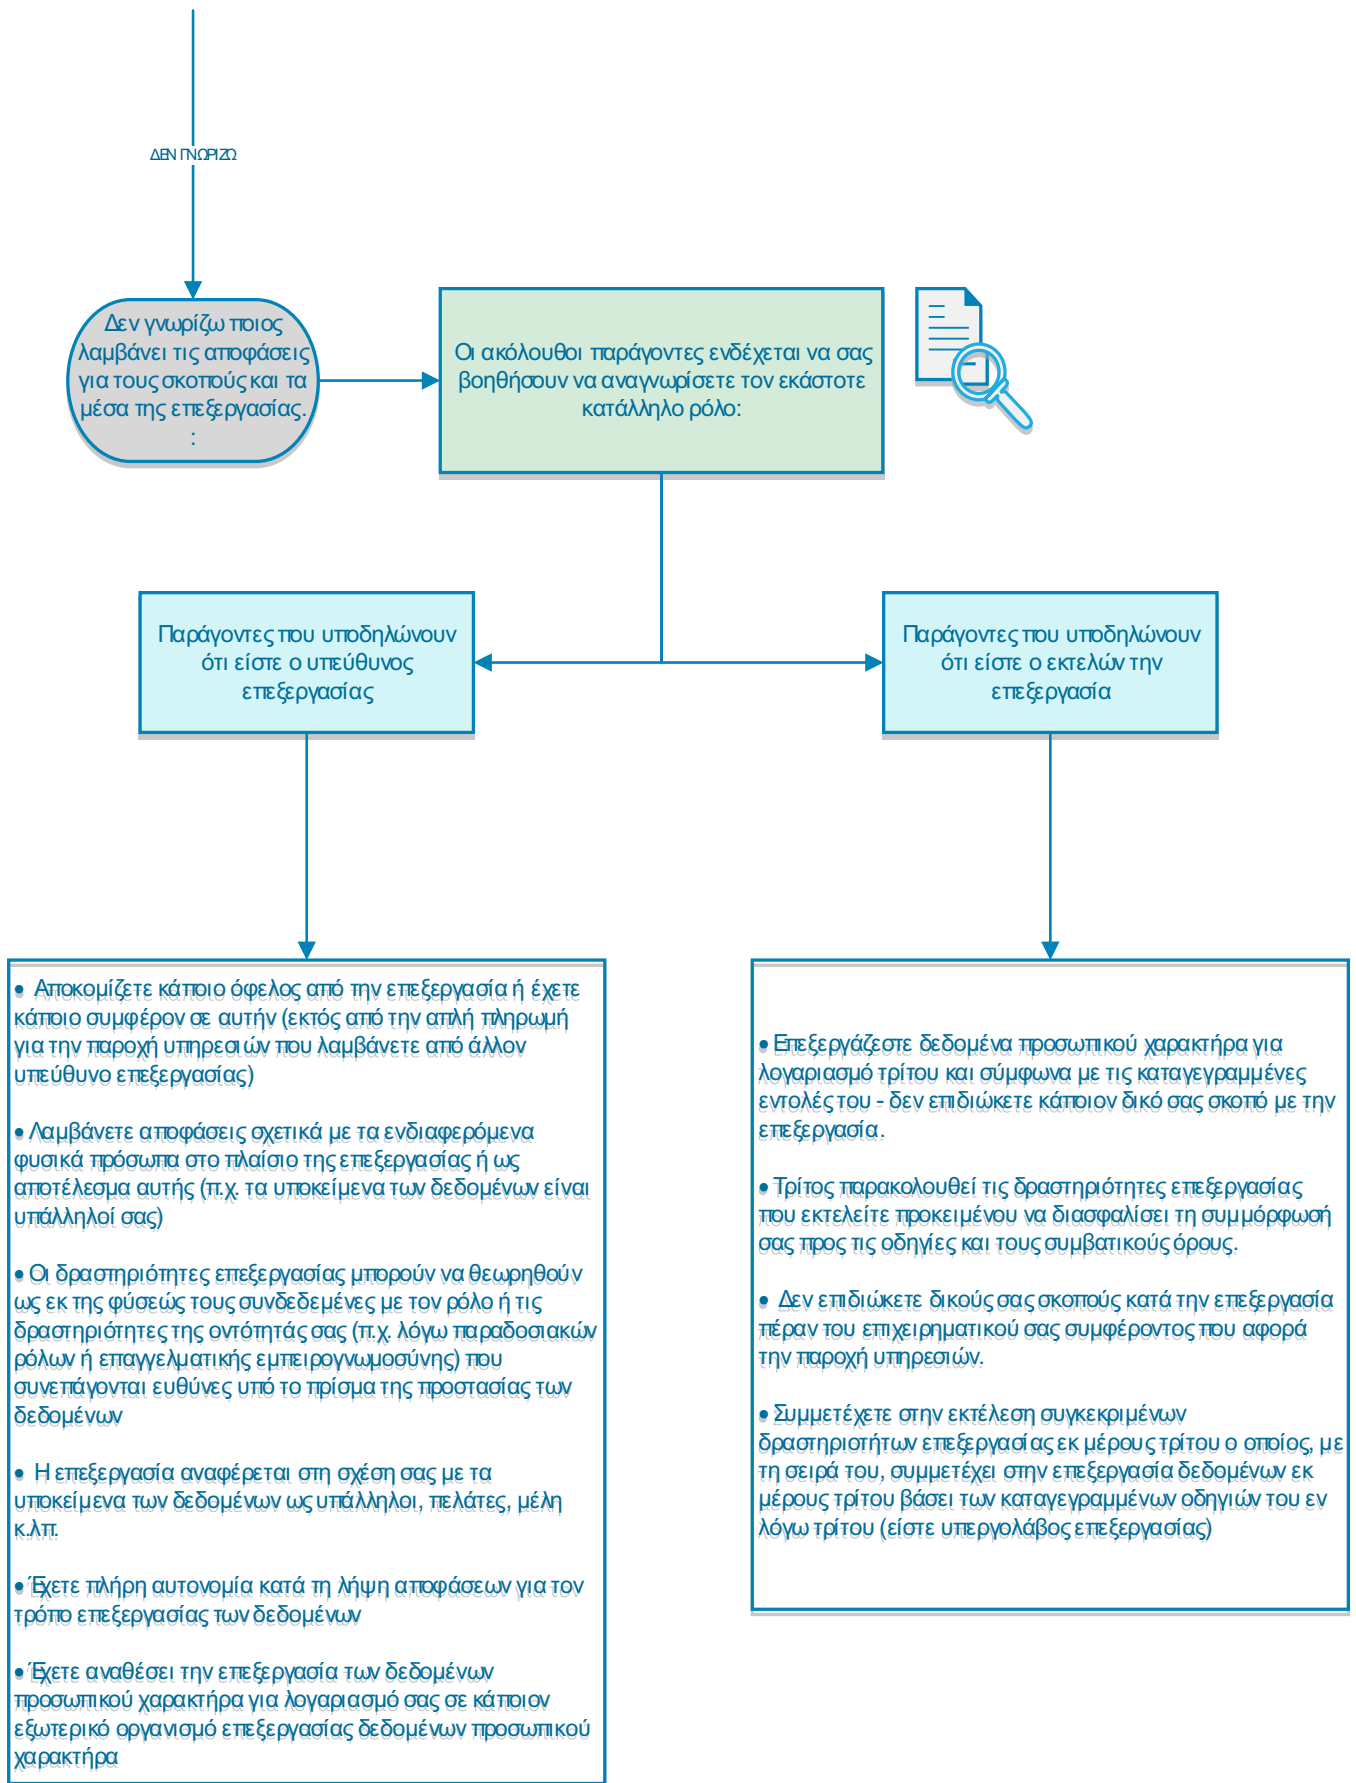 ΔΕΝ ΓΝΩΡΙΖΩ
Δεν γνωρίζω ποιος
λαμβάνει τις αποφάσεις
για τους σκοπούς και τα
μέσα της επεξεργασίας.
:
Οι ακόλουθοι παράγοντες ενδέχεται να σας
βοηθήσουν να αναγνωρίσετε τον εκάστοτε
κατάλληλο ρόλο:
Παράγοντες που υποδηλώνουν
ότι είστε ο υπεύθυνος
επεξεργασίας
Παράγοντες που υποδηλώνουν
ότι είστε ο εκτελών την
επεξεργασία
• Αποκομίζετε κάποιο όφελος από την επεξεργασία ή έχετε
κάποιο συμφέρον σε αυτήν (εκτός από την απλή πληρωμή
για την παροχή υπηρεσιών που λαμβάνετε από άλλον
υπεύθυνο επεξεργασίας)
• Λαμβάνετε αποφάσεις σχετικά με τα ενδιαφερόμενα
φυσικά πρόσωπα στο πλαίσιο της επεξεργασίας ή ως
αποτέλεσμα αυτής (π.χ. τα υποκείμενα των δεδομένων είναι
υπάλληλοί σας)
• Οι δραστηριότητες επεξεργασίας μπορούν να θεωρηθούν
ως εκ της φύσεώς τους συνδεδεμένες με τον ρόλο ή τις
δραστηριότητες της οντότητάς σας (π.χ. λόγω παραδοσιακών
ρόλων ή επαγγελματικής εμπειρογνωμοσύνης) που
συνεπάγονται ευθύνες υπό το πρίσμα της προστασίας των
δεδομένων
• Η επεξεργασία αναφέρεται στη σχέση σας με τα
υποκείμενα των δεδομένων ως υπάλληλοι, πελάτες, μέλη
κ.λπ.
• Έχετε πλήρη αυτονομία κατά τη λήψη αποφάσεων για τον
τρόπο επεξεργασίας των δεδομένων
• Έχετε αναθέσει την επεξεργασία των δεδομένων
προσωπικού χαρακτήρα για λογαριασμό σας σε κάποιον
εξωτερικό οργανισμό επεξεργασίας δεδομένων προσωπικού
χαρακτήρα
• Επεξεργάζεστε δεδομένα προσωπικού χαρακτήρα για
λογαριασμό τρίτου και σύμφωνα με τις καταγεγραμμένες
εντολές του - δεν επιδιώκετε κάποιον δικό σας σκοπό με την
επεξεργασία.
• Τρίτος παρακολουθεί τις δραστηριότητες επεξεργασίας
που εκτελείτε προκειμένου να διασφαλίσει τη συμμόρφωσή
σας προς τις οδηγίες και τους συμβατικούς όρους.
• Δεν επιδιώκετε δικούς σας σκοπούς κατά την επεξεργασία
πέραν του επιχειρηματικού σας συμφέροντος που αφορά
την παροχή υπηρεσιών.
• Συμμετέχετε στην εκτέλεση συγκεκριμένων
δραστηριοτήτων επεξεργασίας εκ μέρους τρίτου ο οποίος, με
τη σειρά του, συμμετέχει στην επεξεργασία δεδομένων εκ
μέρους τρίτου βάσει των καταγεγραμμένων οδηγιών του εν
λόγω τρίτου (είστε υπεργολάβος επεξεργασίας)